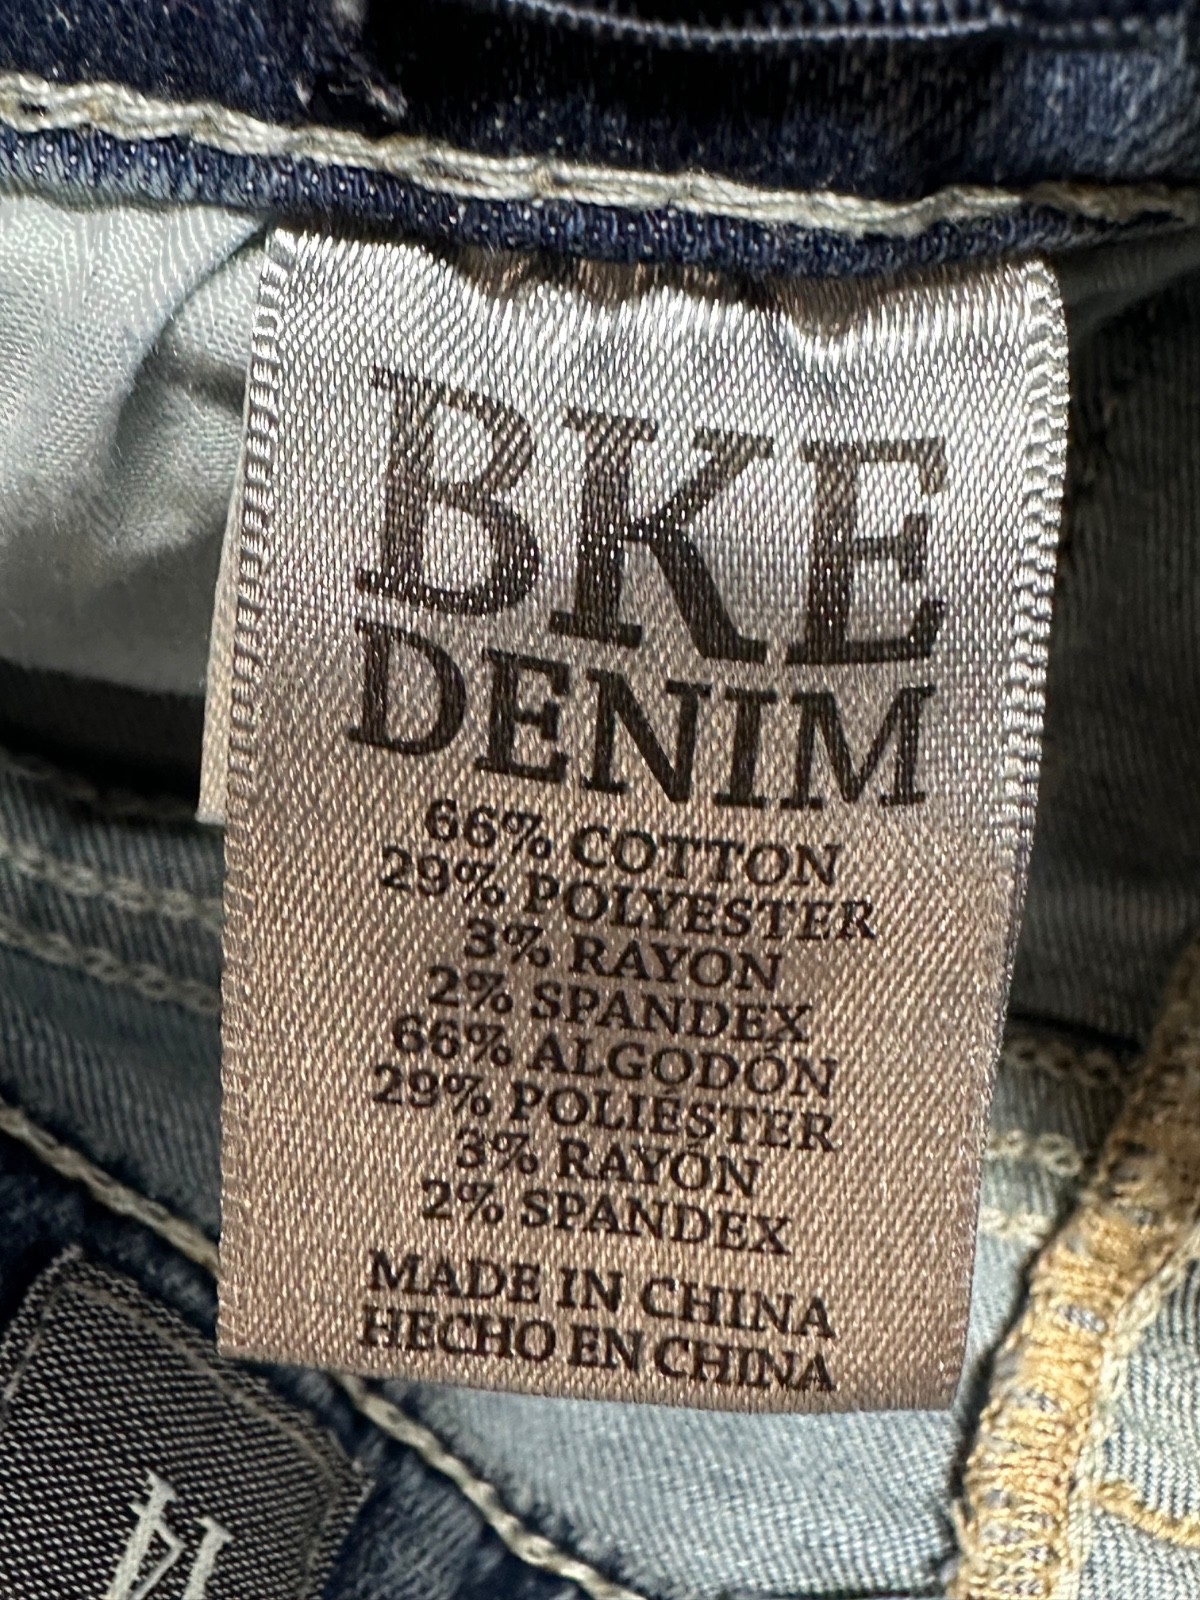 BKE
DENIM
66% COTTON
29% POLYESTER
3% RAYON
2% SPANDEX
66% ALGODÓN
29% POLIÉSTER
3% RAYÓN
2% SPANDEX
MADE IN CHINA
HECHO EN CHINA